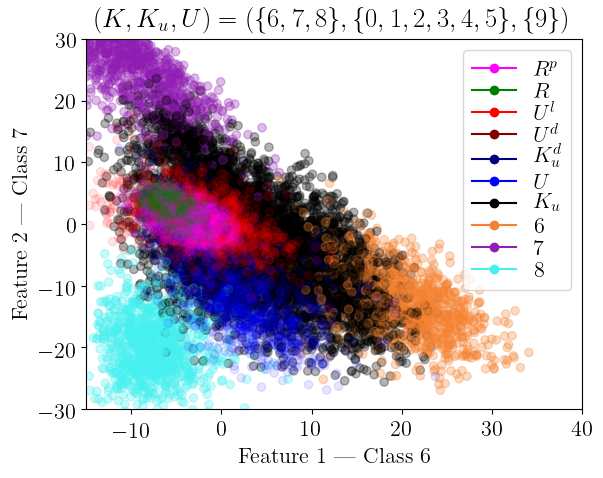 (K, K_u, U) = ({6, 7, 8}, {0, 1, 2, 3, 4, 5}, {9})
30
20
10
0
−10
−20
−30
Feature 2 — Class 7
R^p
R
U^l
U^d
K_u^d
U
K_u
6
7
8
−10
0
10
20
30
40
Feature 1 — Class 6